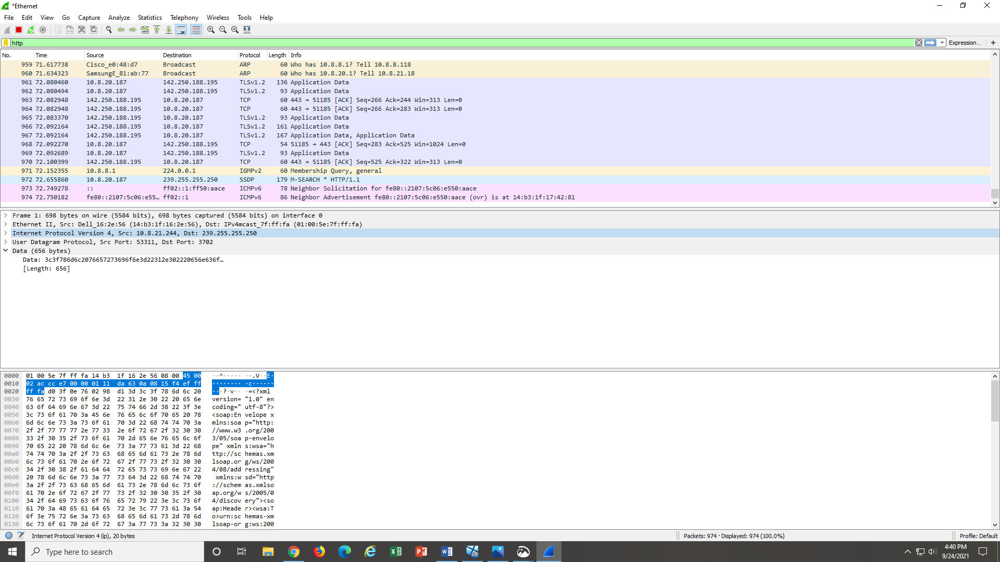 *Ethernet
File Edit View Go Capture Analyze Statistics Telephony Wireless Tools Help
http
Expression… +
No. Time Source Destination Protocol Length Info
959 71.617738 Cisco_e0:48:d7 Broadcast ARP 60 Who has 10.8.8.1? Tell 10.8.8.118
960 71.634323 SamsungE_81:ab:77 Broadcast ARP 60 Who has 10.8.20.1? Tell 10.8.21.18
961 72.080460 10.8.20.187 142.250.188.195 TLSv1.2 136 Application Data
962 72.080494 10.8.20.187 142.250.188.195 TLSv1.2 93 Application Data
963 72.082948 142.250.188.195 10.8.20.187 TCP 60 443 → 51185 [ACK] Seq=266 Ack=244 Win=313 Len=0
964 72.082948 142.250.188.195 10.8.20.187 TCP 60 443 → 51185 [ACK] Seq=266 Ack=283 Win=313 Len=0
965 72.083370 142.250.188.195 10.8.20.187 TLSv1.2 93 Application Data
966 72.092164 142.250.188.195 10.8.20.187 TLSv1.2 161 Application Data
967 72.092164 142.250.188.195 10.8.20.187 TLSv1.2 167 Application Data, Application Data
968 72.092270 10.8.20.187 142.250.188.195 TCP 54 51185 → 443 [ACK] Seq=283 Ack=525 Win=1024 Len=0
969 72.092689 10.8.20.187 142.250.188.195 TLSv1.2 93 Application Data
970 72.100399 142.250.188.195 10.8.20.187 TCP 60 443 → 51185 [ACK] Seq=525 Ack=322 Win=313 Len=0
971 72.152355 10.8.8.1 224.0.0.1 IGMPv2 60 Membership Query, general
972 72.655860 10.8.20.187 239.255.255.250 SSDP 179 M-SEARCH * HTTP/1.1
973 72.749278 :: ff02::1:ff50:aace ICMPv6 78 Neighbor Solicitation for fe80::2107:5c06:e550:aace
974 72.750182 fe80::2107:5c06:e55… ff02::1 ICMPv6 86 Neighbor Advertisement fe80::2107:5c06:e550:aace (ovr) is at 14:b3:1f:17:42:81
Frame 1: 698 bytes on wire (5584 bits), 698 bytes captured (5584 bits) on interface 0
Ethernet II, Src: Dell_16:2e:56 (14:b3:1f:16:2e:56), Dst: IPv4mcast_7f:ff:fa (01:00:5e:7f:ff:fa)
Internet Protocol Version 4, Src: 10.8.21.244, Dst: 239.255.255.250
User Datagram Protocol, Src Port: 53311, Dst Port: 3702
Data (656 bytes)
Data: 3c3f786d6c2076657273696f6e3d22312e302220656e636f…
[Length: 656]
0000 01 00 5e 7f ff fa 14 b3 1f 16 2e 56 08 00 45 00 ··^····· ···.V··E·
0010 02 ac cc e7 00 00 01 11 da 63 0a 08 15 f4 ef ff ········ ·c······
0020 ff fa d0 3f 0e 76 02 98 d1 3d 3c 3f 78 6d 6c 20 ···?·v·· ·=<?xml
0030 76 65 72 73 69 6f 6e 3d 22 31 2e 30 22 20 65 6e version= "1.0" en
0040 63 6f 64 69 6e 67 3d 22 75 74 66 2d 38 22 3f 3e coding=" utf-8"?>
0050 3c 73 6f 61 70 3a 45 6e 76 65 6c 6f 70 65 20 78 <soap:En velope x
0060 6d 6c 6e 73 3a 73 6f 61 70 3d 22 68 74 74 70 3a mlns:soa p="http:
0070 2f 2f 77 77 77 2e 77 33 2e 6f 72 67 2f 32 30 30 //www.w3 .org/200
0080 33 2f 30 35 2f 73 6f 61 70 2d 65 6e 76 65 6c 6f 3/05/soa p-envelo
0090 70 65 22 20 78 6d 6c 6e 73 3a 77 73 61 3d 22 68 pe" xmln s:wsa="h
00a0 74 74 70 3a 2f 2f 73 63 68 65 6d 61 73 2e 78 6d ttp://sc hemas.xm
00b0 6c 73 6f 61 70 2e 6f 72 67 2f 77 73 2f 32 30 30 lsoap.or g/ws/200
00c0 34 2f 30 38 2f 61 64 64 72 65 73 73 69 6e 67 22 4/08/add ressing"
00d0 20 78 6d 6c 6e 73 3a 77 73 64 3d 22 68 74 74 70 xmlns:w sd="http
00e0 3a 2f 2f 73 63 68 65 6d 61 73 2e 78 6d 6c 73 6f ://schem as.xmlso
00f0 61 70 2e 6f 72 67 2f 77 73 2f 32 30 30 35 2f 30 ap.org/w s/2005/0
0100 34 2f 64 69 73 63 6f 76 65 72 79 22 3e 3c 73 6f 4/discov ery"><so
0110 61 70 3a 48 65 61 64 65 72 3e 3c 77 73 61 3a 54 ap:Heade r><wsa:T
0120 6f 3e 75 72 6e 3a 73 63 68 65 6d 61 73 2d 78 6d o>urn:sc hemas-xm
0130 6c 73 6f 61 70 2d 6f 72 67 3a 77 73 3a 32 30 30 lsoap-or g:ws:200
Internet Protocol Version 4 (ip), 20 bytes Packets: 974 · Displayed: 974 (100.0%) Profile: Default
Type here to search 4:40 PM
9/24/2021